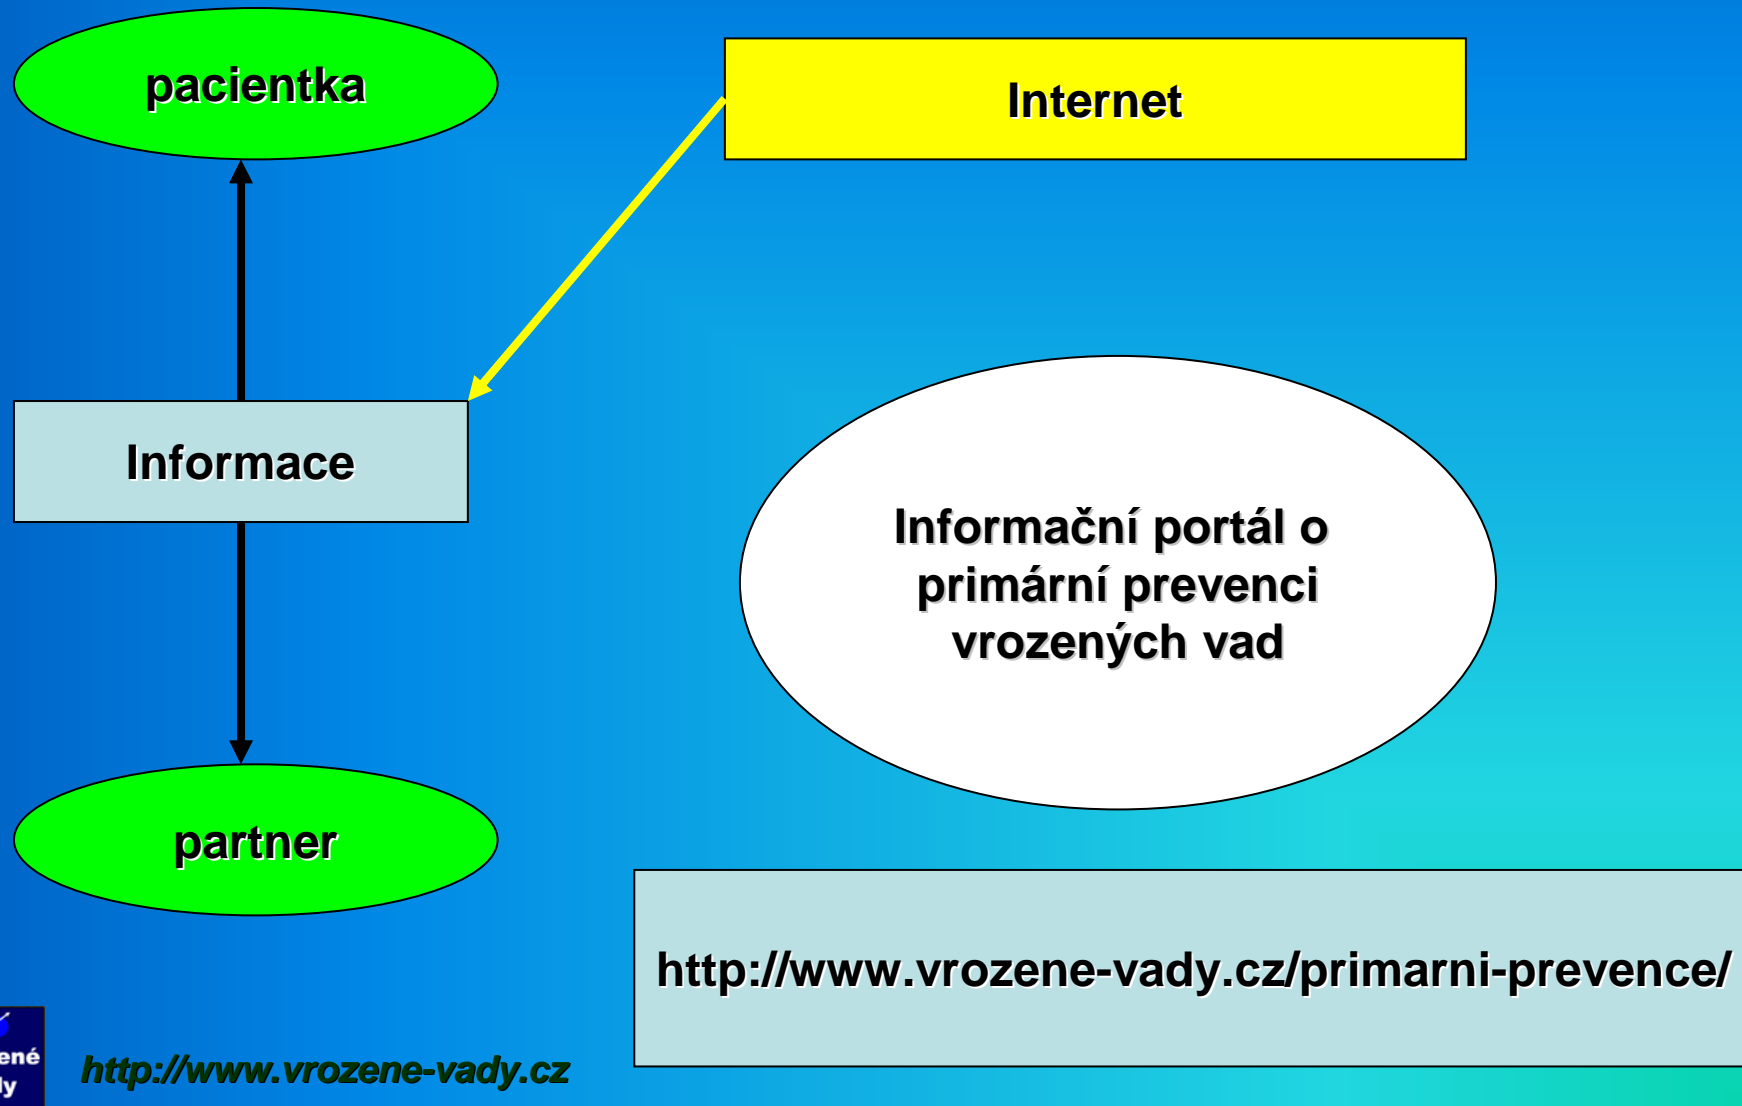 pacientka
Internet
Informace
Informační portál o
primární prevenci
vrozených vad
partner
http://www.vrozene-vady.cz/primarni-prevence/
http://www.vrozene-vady.cz